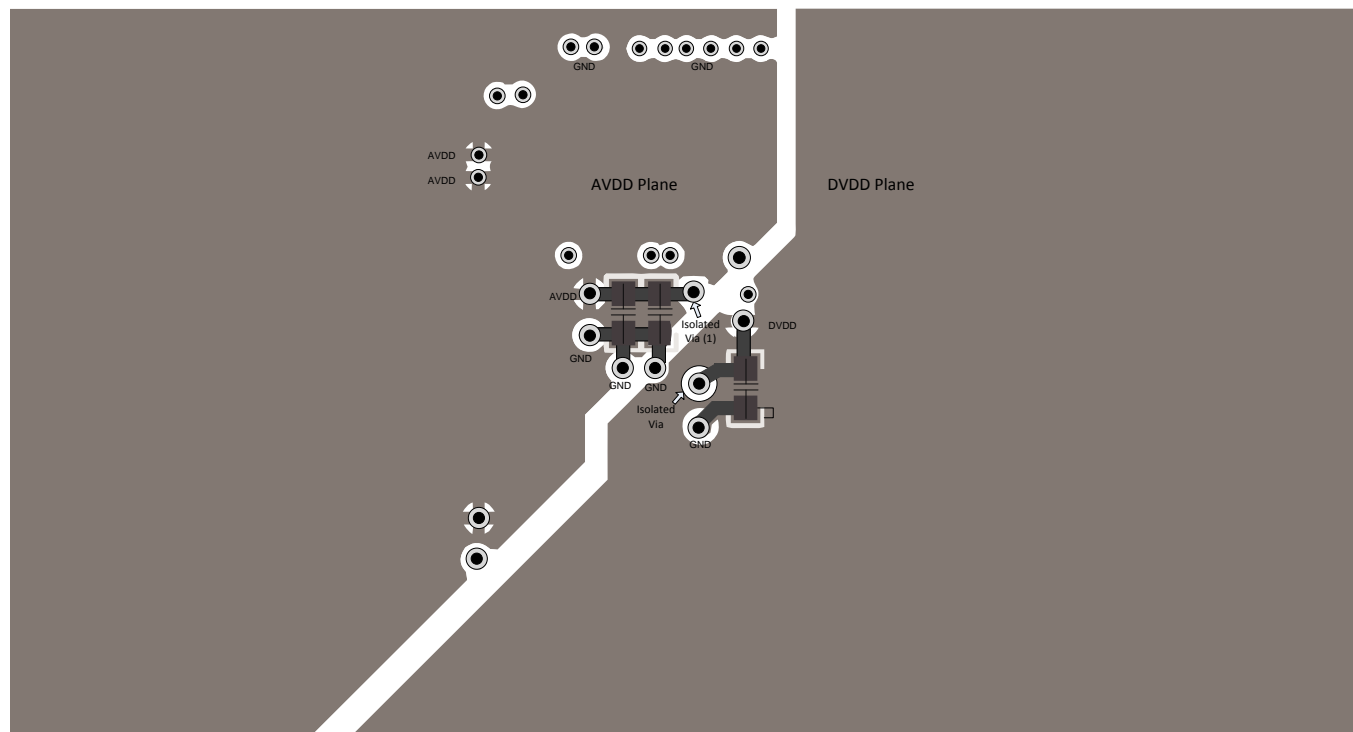 GND
GND
AVDD
AVDD
AVDD Plane
DVDD Plane
AVDD
Isolated
Via (1)
DVDD
GND
GND
GND
Isolated
Via
GND